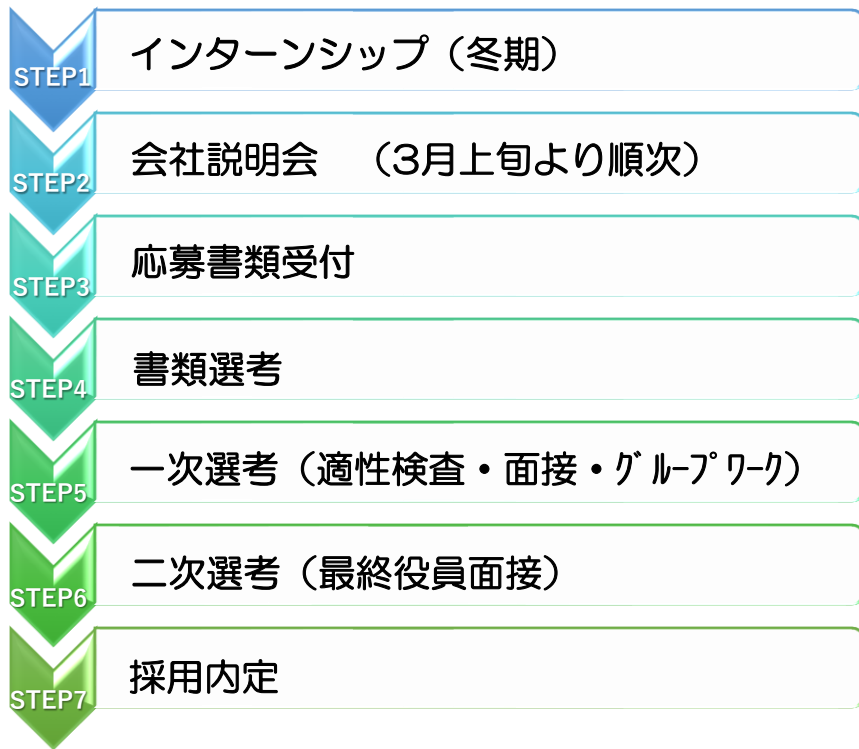 STEP1 インターンシップ（冬期）
STEP2 会社説明会　（3月上旬より順次）
STEP3 応募書類受付
STEP4 書類選考
STEP5 一次選考（適性検査・面接・ｸﾞﾙｰﾌﾟﾜｰｸ）
STEP6 二次選考（最終役員面接）
STEP7 採用内定